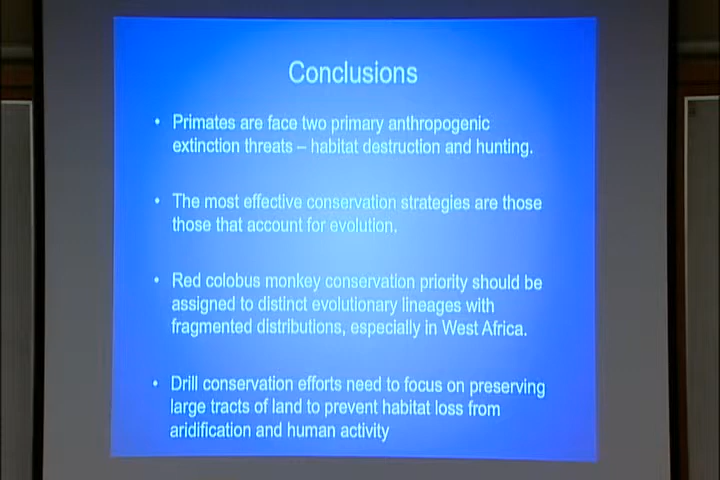 Conclusions
• Primates are face two primary anthropogenic
extinction threats – habitat destruction and hunting.
• The most effective conservation strategies are those
those that account for evolution.
• Red colobus monkey conservation priority should be
assigned to distinct evolutionary lineages with
fragmented distributions, especially in West Africa.
• Drill conservation efforts need to focus on preserving
large tracts of land to prevent habitat loss from
aridification and human activity